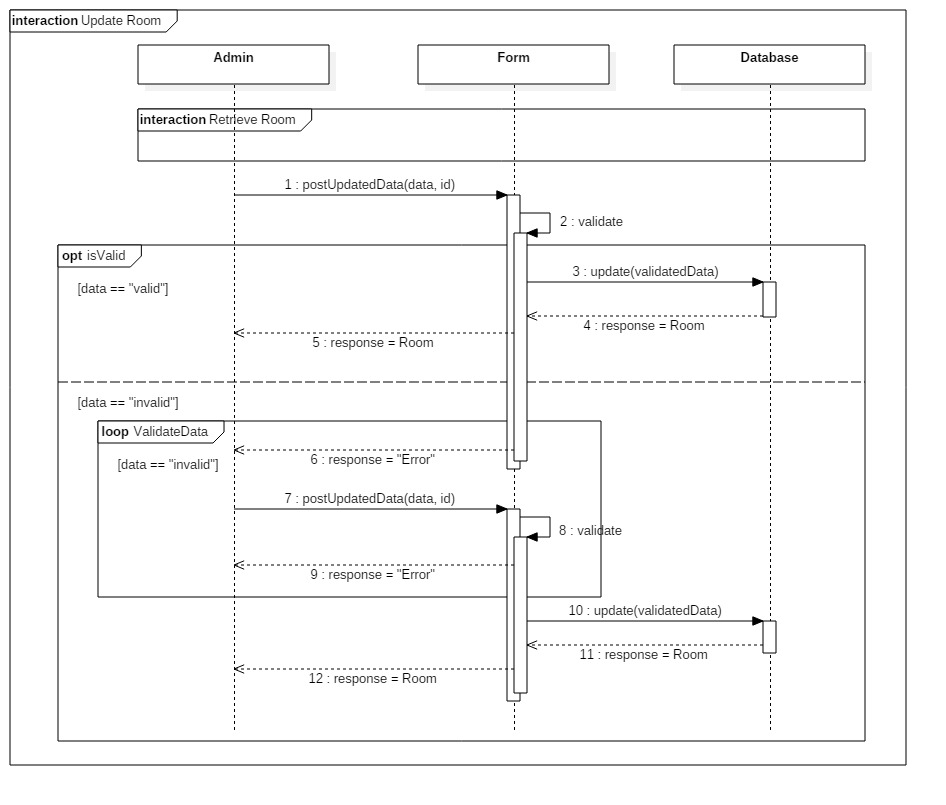 interaction Update Room
Admin
Form
Database
interaction Retrieve Room
1 : postUpdatedData(data, id)
2 : validate
opt isValid
3 : update(validatedData)
[data == "valid"]
4 : response = Room
5 : response = Room
[data == "invalid"]
loop ValidateData
6 : response = "Error"
[data == "invalid"]
7 : postUpdatedData(data, id)
8 : validate
9 : response = "Error"
10 : update(validatedData)
11 : response = Room
12 : response = Room